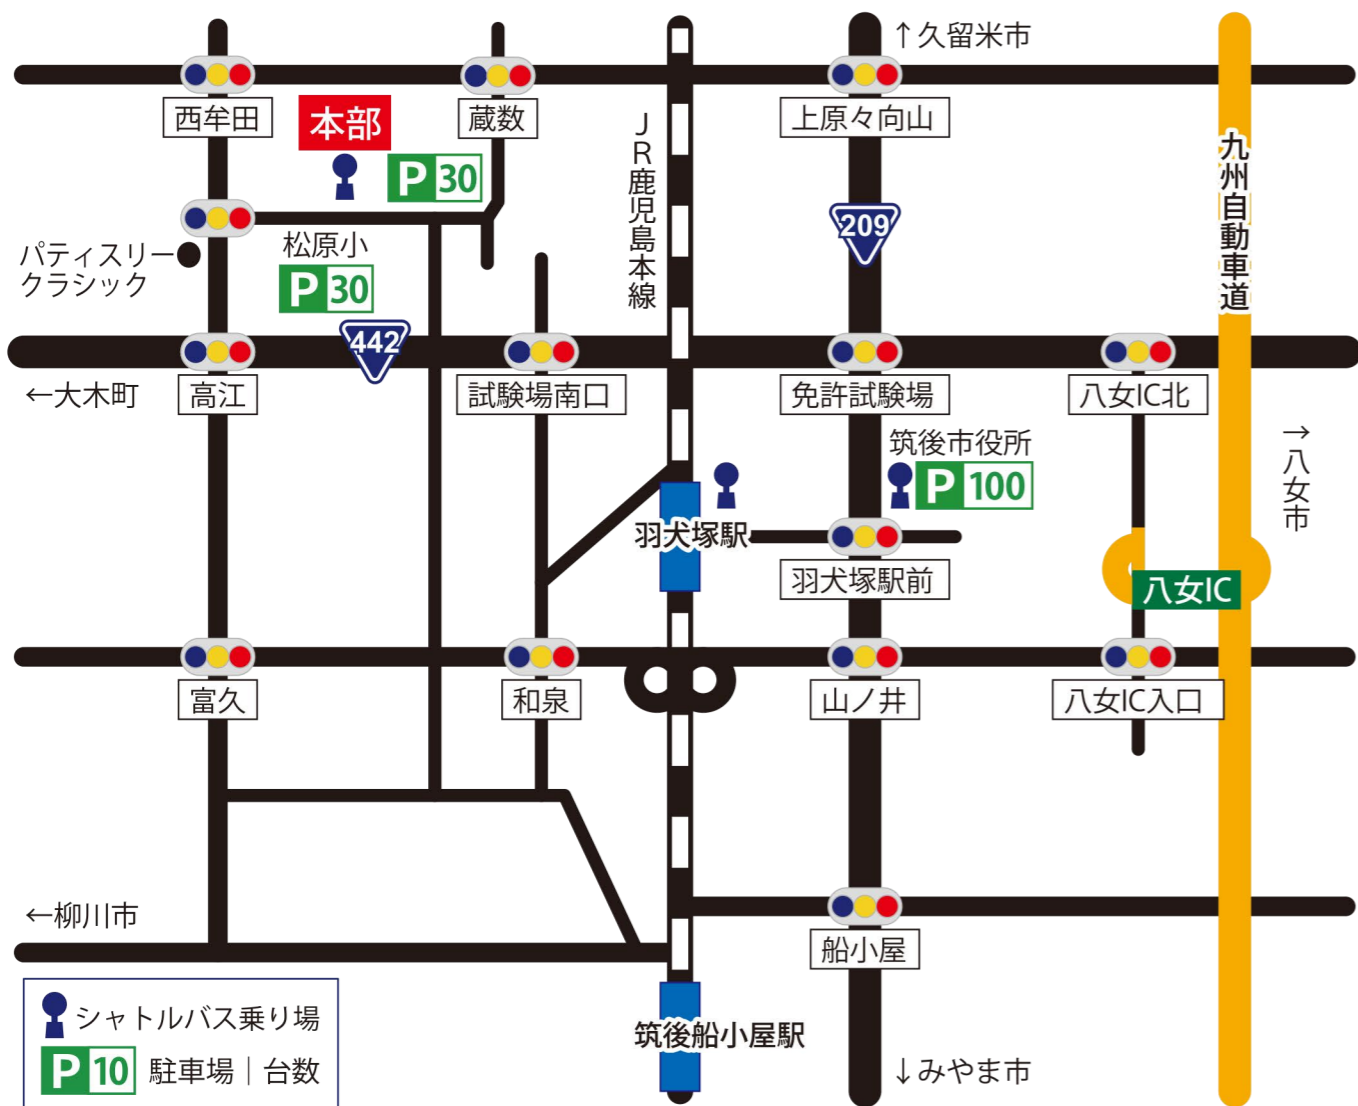 ↑久留米市
西牟田
本部
蔵数
上原々向山
P 30
JR鹿児島本線
九州自動車道
209
パティスリー
クラシック
松原小
P 30
442
←大木町
高江
試験場南口
免許試験場
八女IC北
筑後市役所
P 100
→八女市
羽犬塚駅
羽犬塚駅前
八女IC
富久
和泉
山ノ井
八女IC入口
←柳川市
船小屋
シャトルバス乗り場
P 10 駐車場｜台数
筑後船小屋駅
↓みやま市